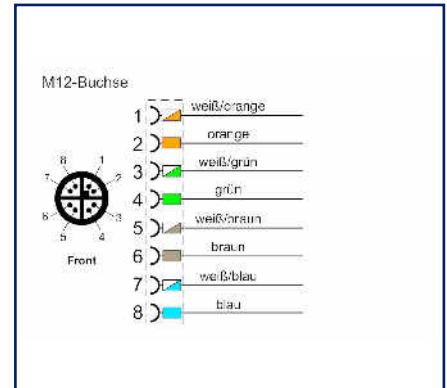 M12-Buchse
1 weiß/orange
2 orange
3 weiß/grün
4 grün
5 weiß/braun
6 braun
7 weiß/blau
8 blau
8 1
7 2
6 3
5 4
Front